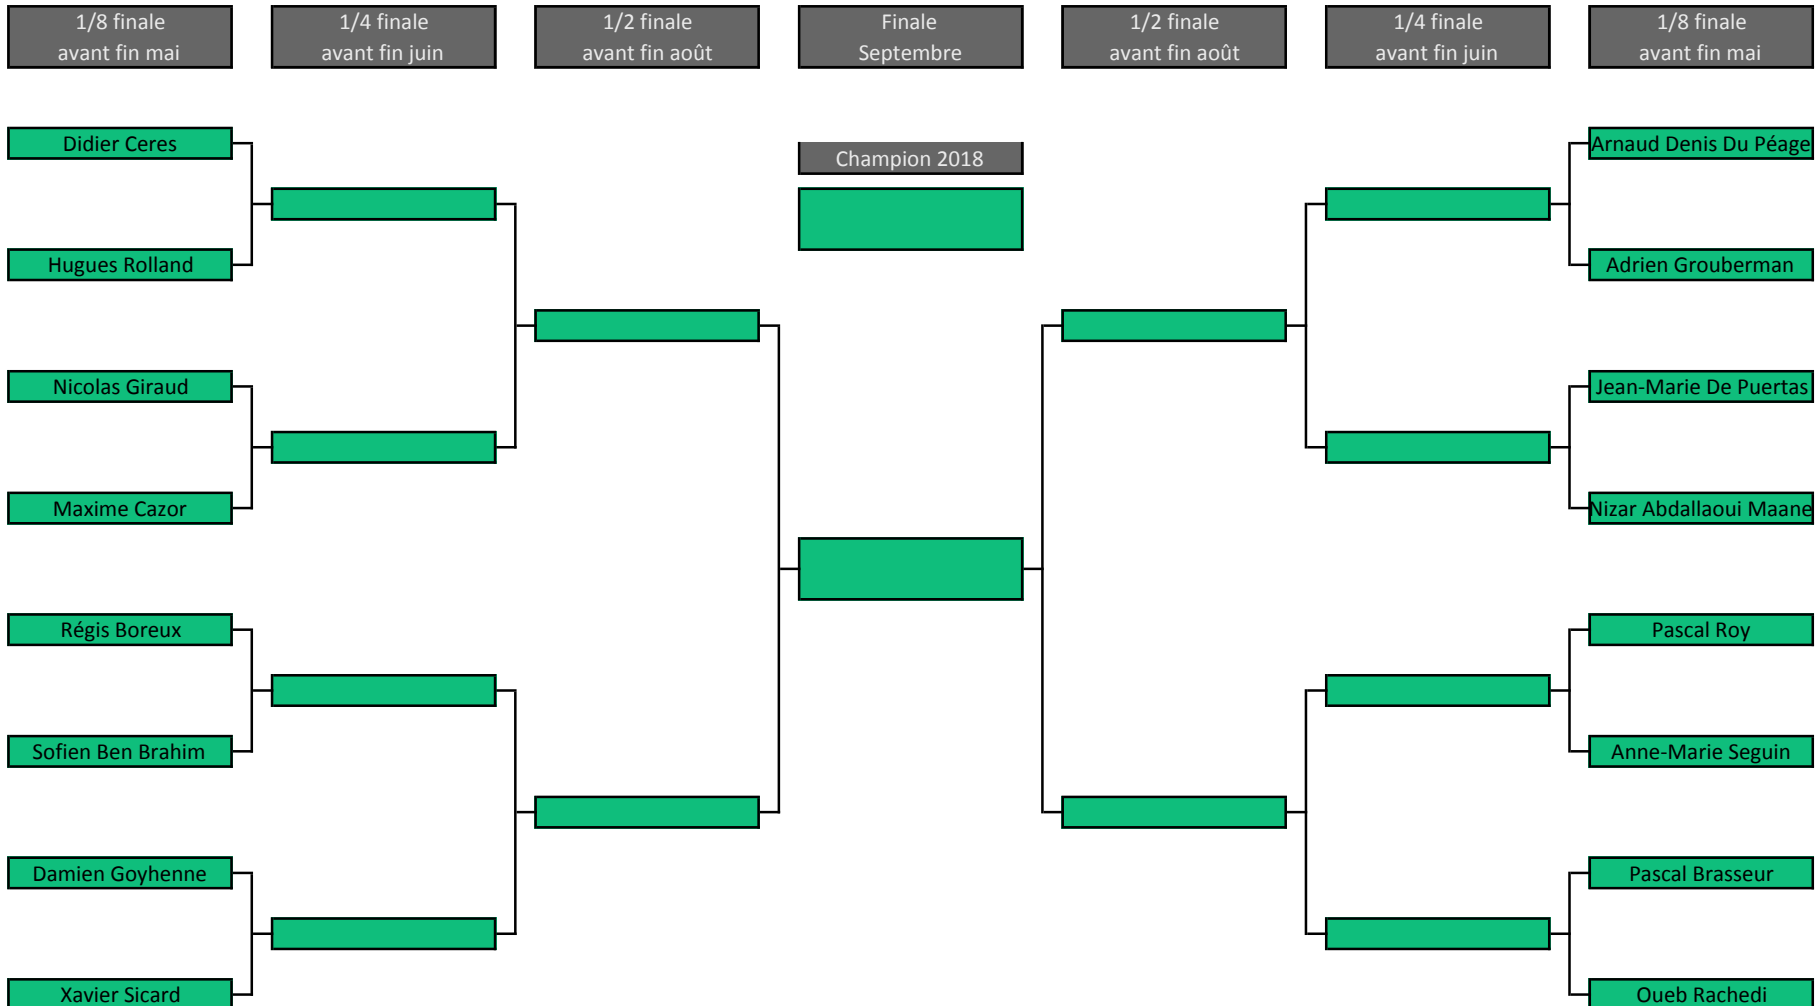 1/8 finale
avant fin mai
1/4 finale
avant fin juin
1/2 finale
avant fin août
Finale
Septembre
1/2 finale
avant fin août
1/4 finale
avant fin juin
1/8 finale
avant fin mai
Didier Ceres
Champion 2018
Arnaud Denis Du Péage
Hugues Rolland
Adrien Grouberman
Nicolas Giraud
Jean-Marie De Puertas
Maxime Cazor
Nizar Abdallaoui Maane
Régis Boreux
Pascal Roy
Sofien Ben Brahim
Anne-Marie Seguin
Damien Goyhenne
Pascal Brasseur
Xavier Sicard
Oueb Rachedi